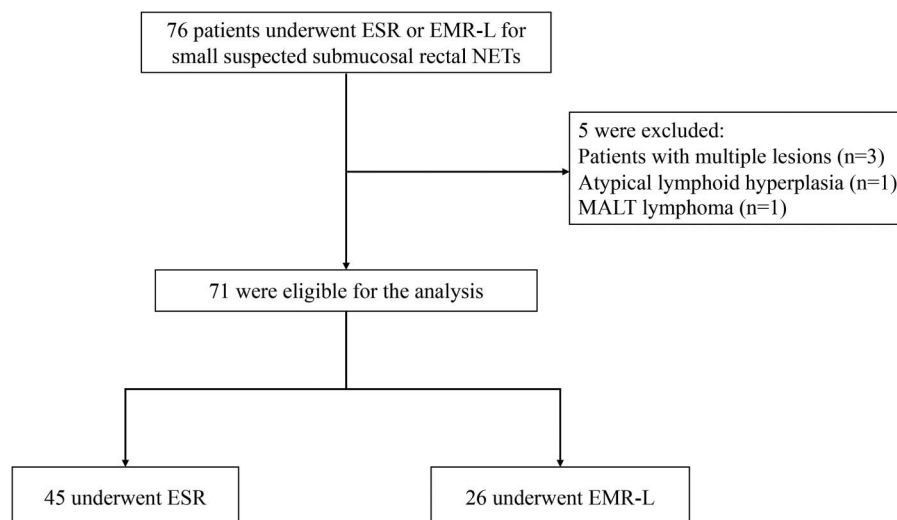 76 patients underwent ESR or EMR-L for
small suspected submucosal rectal NETs
5 were excluded:
Patients with multiple lesions (n=3)
Atypical lymphoid hyperplasia (n=1)
MALT lymphoma (n=1)
71 were eligible for the analysis
45 underwent ESR
26 underwent EMR-L